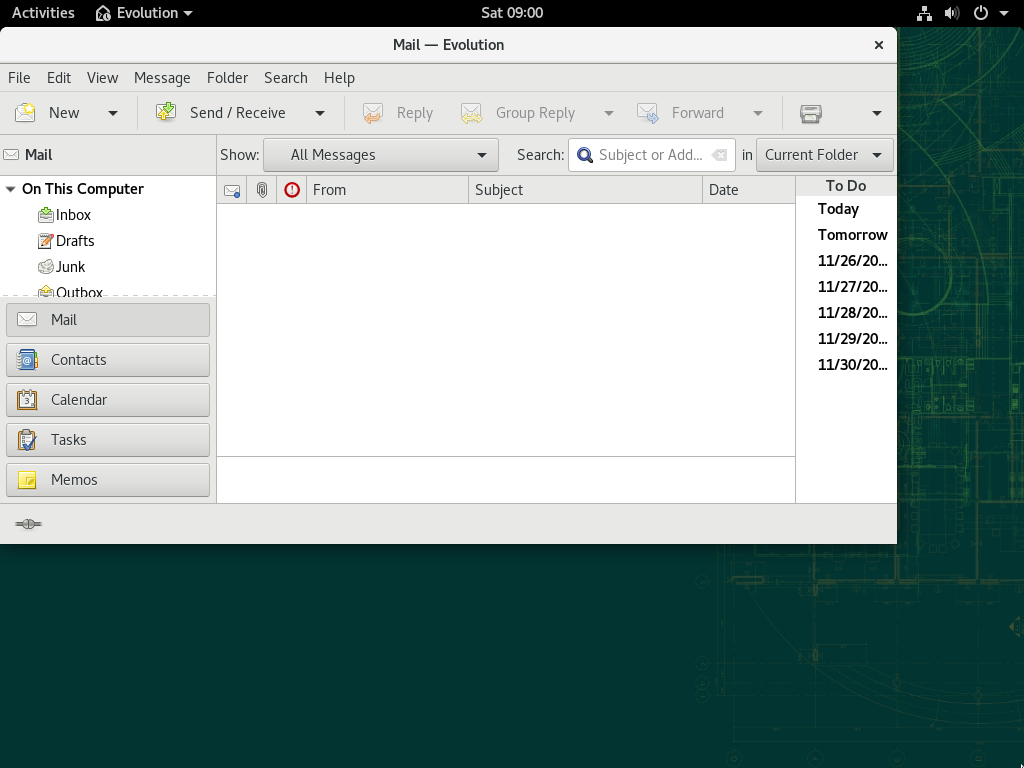 Activities Evolution Sat 09:00
Mail — Evolution
File Edit View Message Folder Search Help
New Send / Receive Reply Group Reply Forward
Mail Show: All Messages Search: Subject or Add... in Current Folder
On This Computer From Subject Date To Do
Inbox
Drafts
Junk
Outbox
Today
Tomorrow
11/26/20...
11/27/20...
11/28/20...
11/29/20...
11/30/20...
Mail
Contacts
Calendar
Tasks
Memos